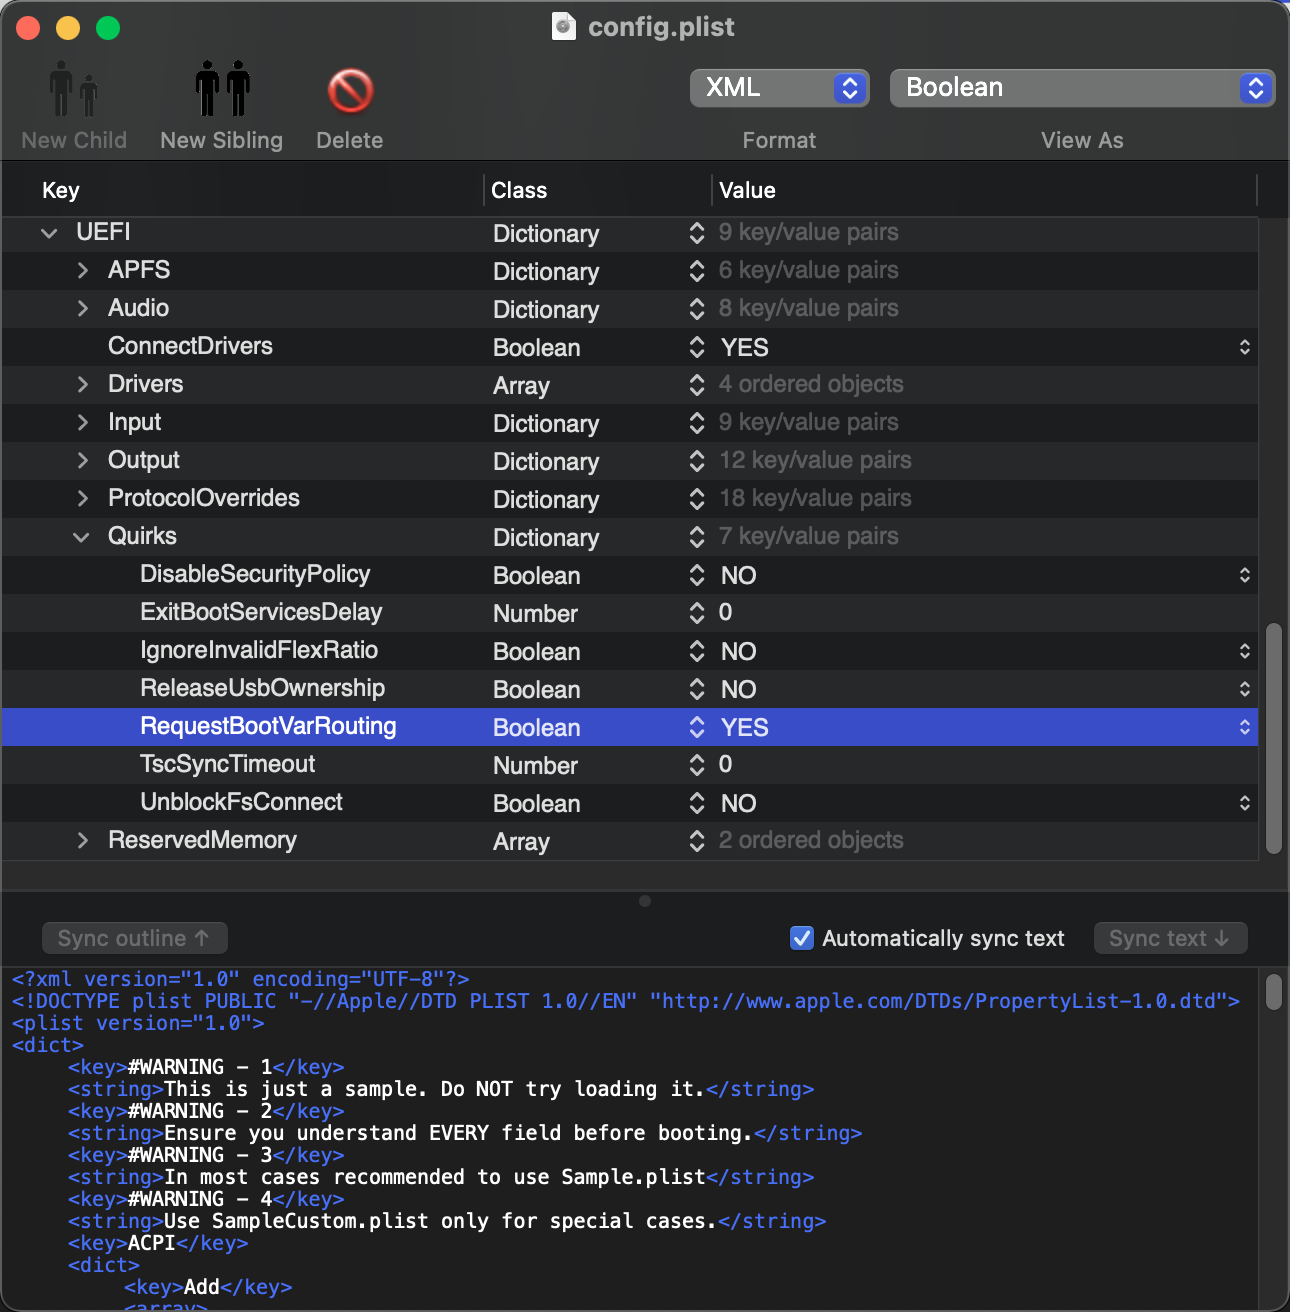 config.plist
New Child New Sibling Delete XML Format Boolean View As
Key Class Value
UEFI Dictionary 9 key/value pairs
APFS Dictionary 6 key/value pairs
Audio Dictionary 8 key/value pairs
ConnectDrivers Boolean YES
Drivers Array 4 ordered objects
Input Dictionary 9 key/value pairs
Output Dictionary 12 key/value pairs
ProtocolOverrides Dictionary 18 key/value pairs
Quirks Dictionary 7 key/value pairs
DisableSecurityPolicy Boolean NO
ExitBootServicesDelay Number 0
IgnoreInvalidFlexRatio Boolean NO
ReleaseUsbOwnership Boolean NO
RequestBootVarRouting Boolean YES
TscSyncTimeout Number 0
UnblockFsConnect Boolean NO
ReservedMemory Array 2 ordered objects
Sync outline ↑ Automatically sync text Sync text ↓
<?xml version="1.0" encoding="UTF-8"?>
<!DOCTYPE plist PUBLIC "-//Apple//DTD PLIST 1.0//EN" "http://www.apple.com/DTDs/PropertyList-1.0.dtd">
<plist version="1.0">
<dict>
<key>#WARNING - 1</key>
<string>This is just a sample. Do NOT try loading it.</string>
<key>#WARNING - 2</key>
<string>Ensure you understand EVERY field before booting.</string>
<key>#WARNING - 3</key>
<string>In most cases recommended to use Sample.plist</string>
<key>#WARNING - 4</key>
<string>Use SampleCustom.plist only for special cases.</string>
<key>ACPI</key>
<dict>
<key>Add</key>
<array>